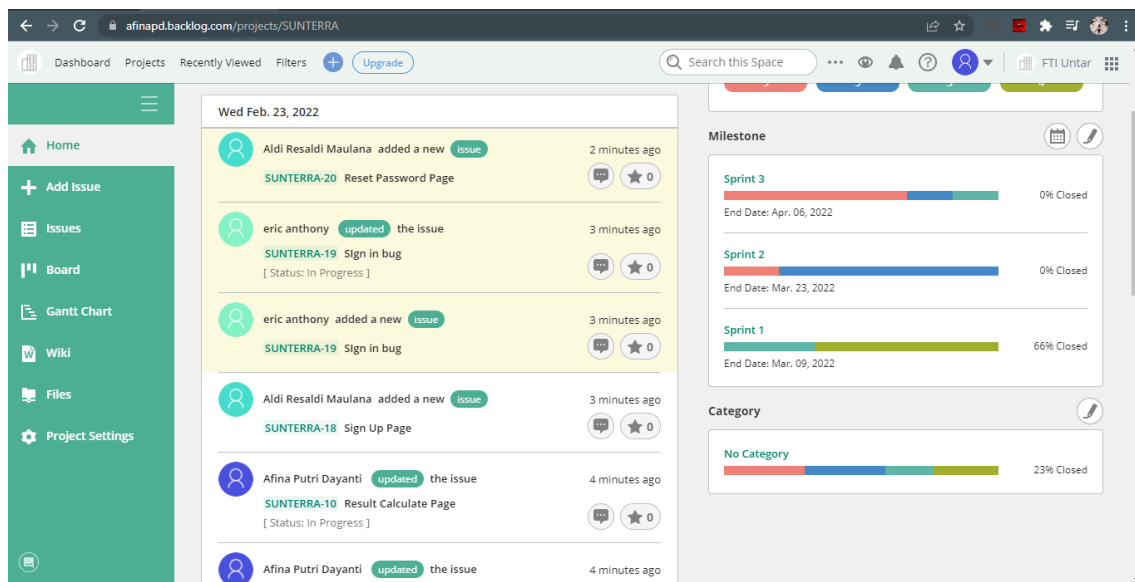 afinapd.backlog.com/projects/SUNTERRA
Dashboard Projects Recently Viewed Filters Upgrade Search this Space FTI Untar
Home
Add Issue
Issues
Board
Gantt Chart
Wiki
Files
Project Settings
Wed Feb. 23, 2022
Aldi Resaldi Maulana added a new issue 2 minutes ago
SUNTERRA-20 Reset Password Page 0
eric anthony updated the issue 3 minutes ago
SUNTERRA-19 SIgn in bug
[ Status: In Progress ] 0
eric anthony added a new issue 3 minutes ago
SUNTERRA-19 SIgn in bug 0
Aldi Resaldi Maulana added a new issue 3 minutes ago
SUNTERRA-18 Sign Up Page 0
Afina Putri Dayanti updated the issue 4 minutes ago
SUNTERRA-10 Result Calculate Page
[ Status: In Progress ] 0
Afina Putri Dayanti updated the issue 4 minutes ago
Milestone
Sprint 3
0% Closed
End Date: Apr. 06, 2022
Sprint 2
0% Closed
End Date: Mar. 23, 2022
Sprint 1
66% Closed
End Date: Mar. 09, 2022
Category
No Category
23% Closed